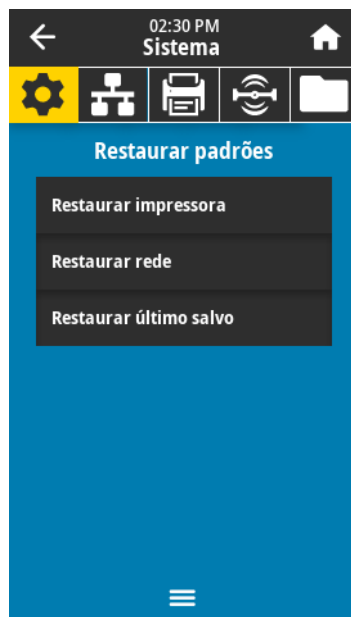 02:30 PM
Sistema
Restaurar padrões
Restaurar impressora
Restaurar rede
Restaurar último salvo